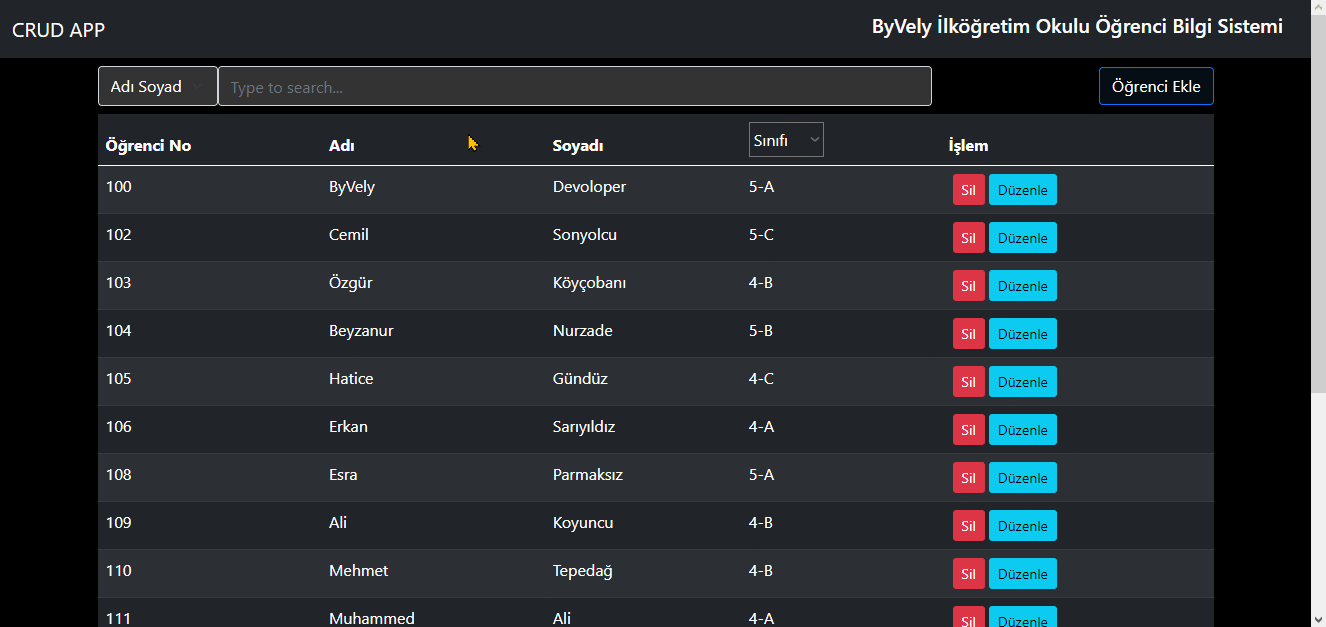 CRUD APP
ByVely İlköğretim Okulu Öğrenci Bilgi Sistemi
Adı Soyad Type to search... Öğrenci Ekle
Öğrenci No Adı Soyadı Sınıfı İşlem
100 ByVely Devoloper 5-A Sil Düzenle
102 Cemil Sonyolcu 5-C Sil Düzenle
103 Özgür Köyçobanı 4-B Sil Düzenle
104 Beyzanur Nurzade 5-B Sil Düzenle
105 Hatice Gündüz 4-C Sil Düzenle
106 Erkan Sarıyıldız 4-A Sil Düzenle
108 Esra Parmaksız 5-A Sil Düzenle
109 Ali Koyuncu 4-B Sil Düzenle
110 Mehmet Tepedağ 4-B Sil Düzenle
111 Muhammed Ali 4-A Sil Düzenle